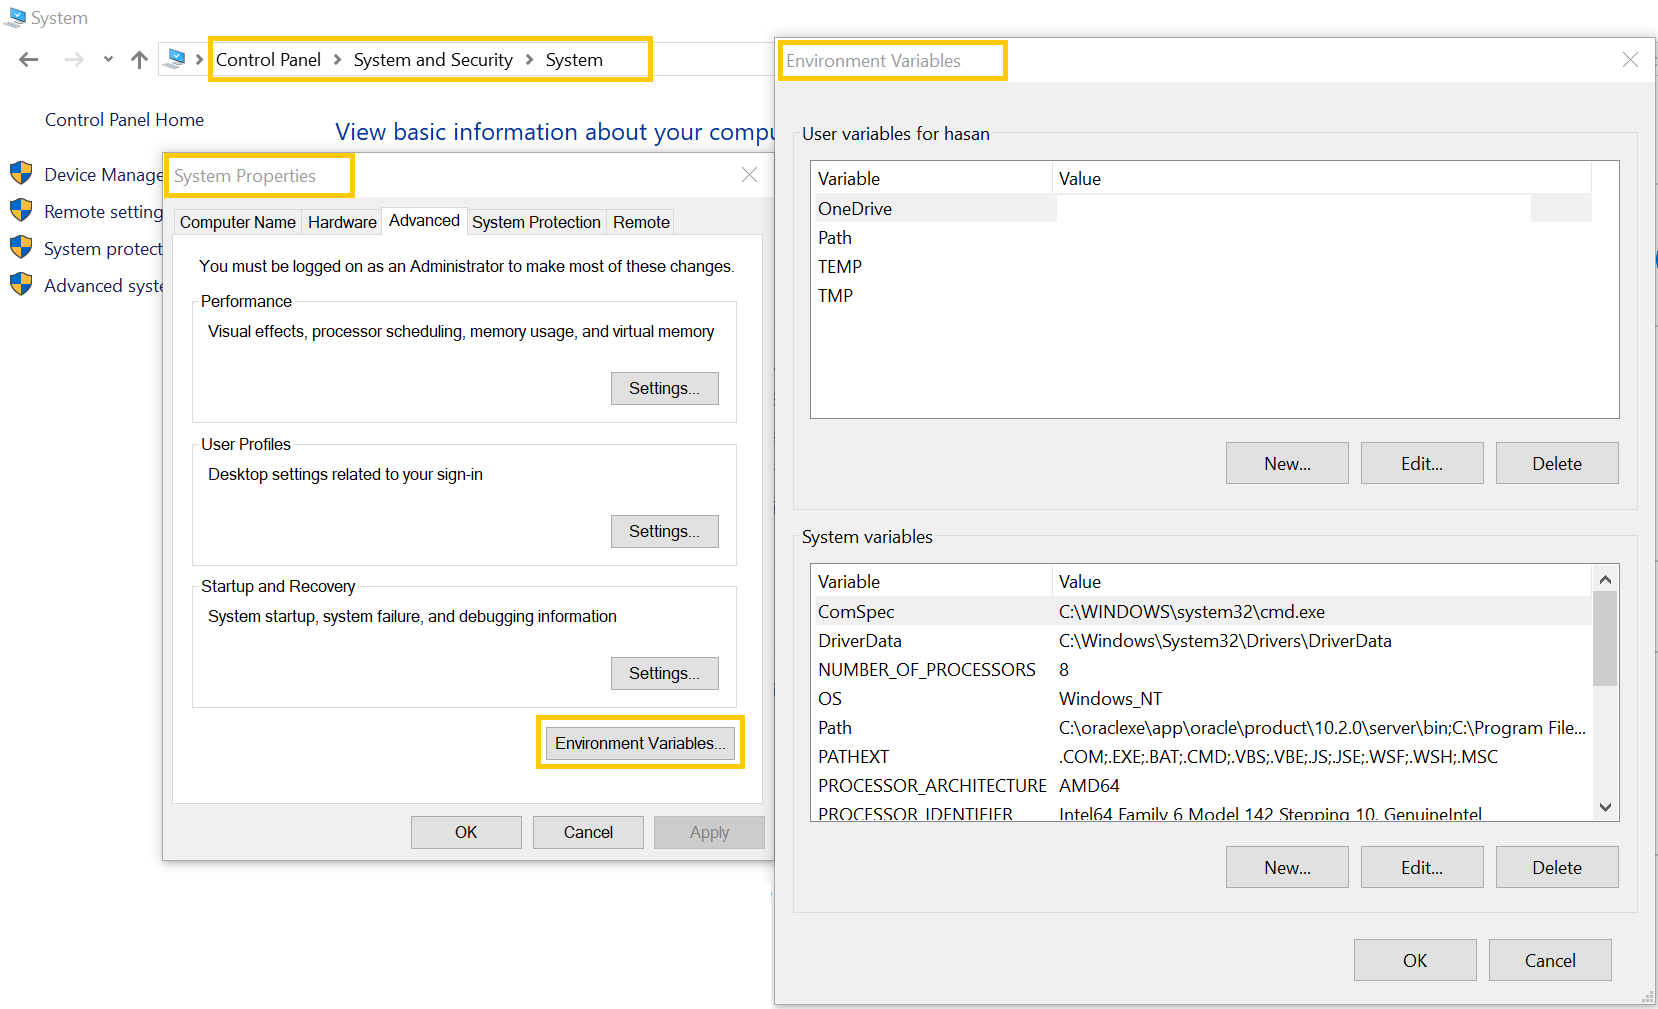 System
Control Panel > System and Security > System
Control Panel Home
View basic information about your compu
Device Manage
Remote setting
System protect
Advanced syste
System Properties
Computer Name Hardware Advanced System Protection Remote
You must be logged on as an Administrator to make most of these changes.
Performance
Visual effects, processor scheduling, memory usage, and virtual memory
Settings...
User Profiles
Desktop settings related to your sign-in
Settings...
Startup and Recovery
System startup, system failure, and debugging information
Settings...
Environment Variables...
OK Cancel Apply
Environment Variables
User variables for hasan
Variable Value
OneDrive
Path
TEMP
TMP
New... Edit... Delete
System variables
Variable Value
ComSpec C:\WINDOWS\system32\cmd.exe
DriverData C:\Windows\System32\Drivers\DriverData
NUMBER_OF_PROCESSORS 8
OS Windows_NT
Path C:\oraclexe\app\oracle\product\10.2.0\server\bin;C:\Program File...
PATHEXT .COM;.EXE;.BAT;.CMD;.VBS;.VBE;.JS;.JSE;.WSF;.WSH;.MSC
PROCESSOR_ARCHITECTURE AMD64
PROCESSOR_IDENTIFIER Intel64 Family 6 Model 142 Stepping 10, GenuineIntel
New... Edit... Delete
OK Cancel